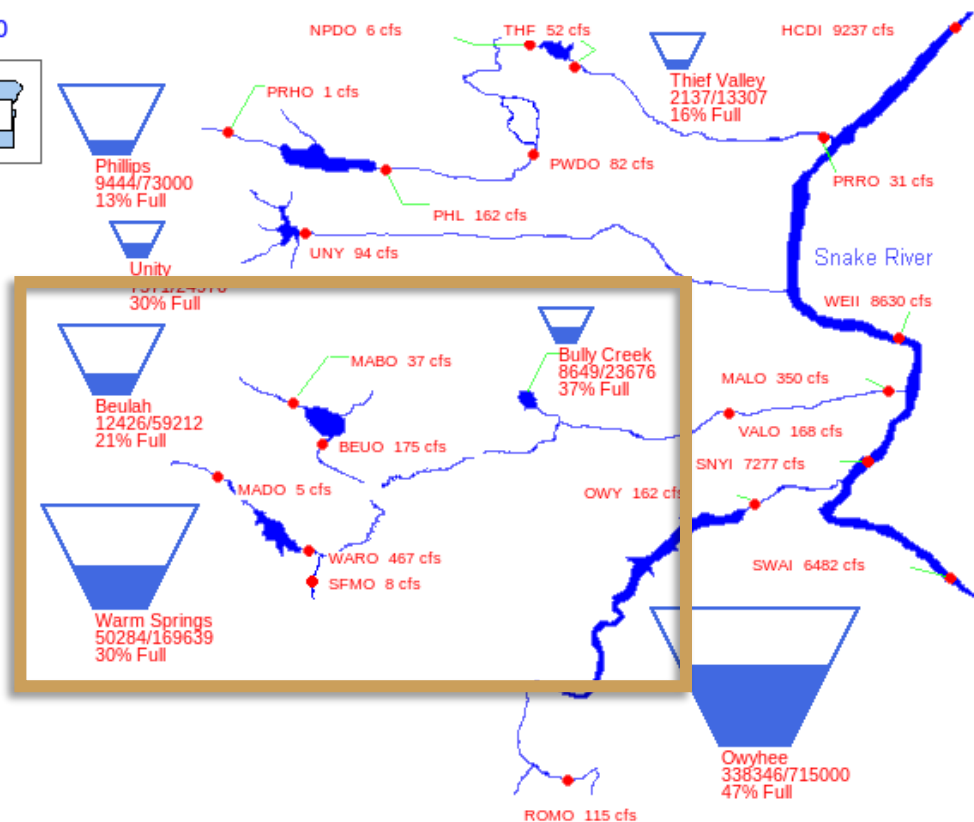 NPDO 6 cfs
THF 52 cfs
HCDI 9237 cfs
Thief Valley
2137/13307
16% Full
PRHO 1 cfs
Phillips
9444/73000
13% Full
PWDO 82 cfs
PRRO 31 cfs
PHL 162 cfs
UNY 94 cfs
Snake River
Unity
30% Full
WEII 8630 cfs
Bully Creek
8649/23676
37% Full
MABO 37 cfs
MALO 350 cfs
Beulah
12426/59212
21% Full
BEUO 175 cfs
VALO 168 cfs
SNYI 7277 cfs
MADO 5 cfs
OWY 162 cfs
WARO 467 cfs
SFMO 8 cfs
SWAI 6482 cfs
Warm Springs
50284/169639
30% Full
Owyhee
338346/715000
47% Full
ROMO 115 cfs